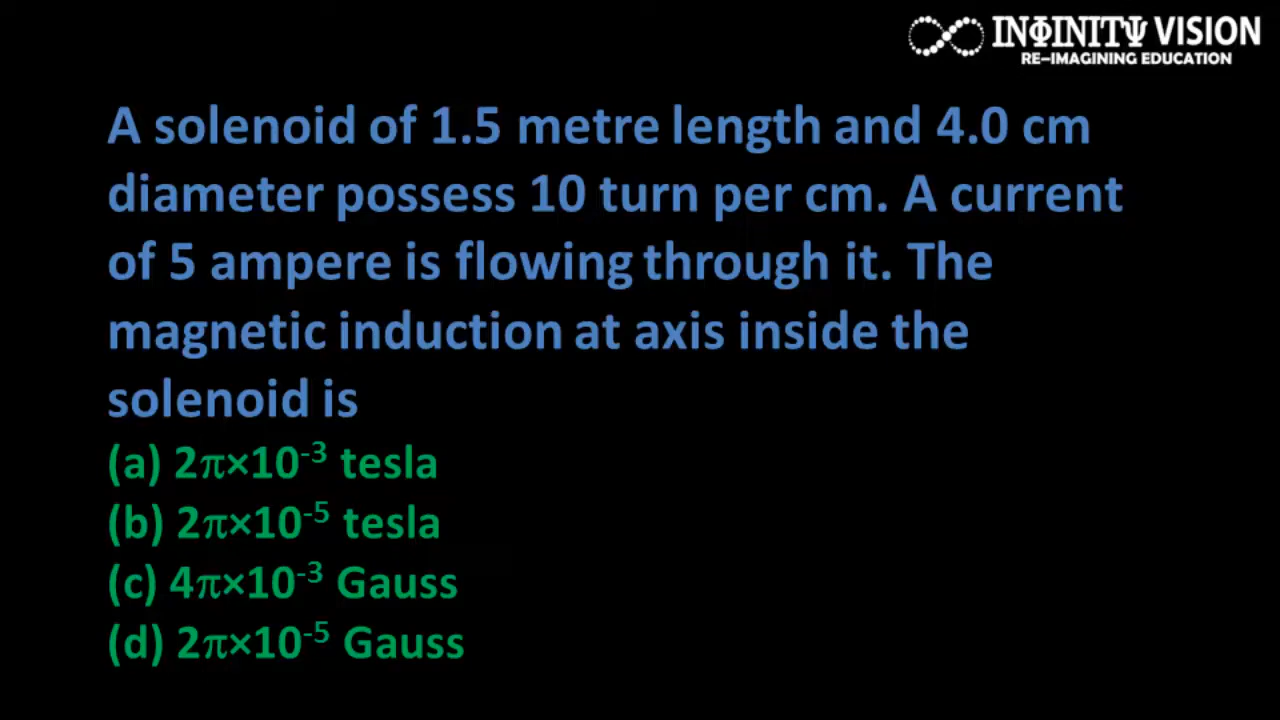 INΦINITΨ VISION
RE-IMAGINING EDUCATION
A solenoid of 1.5 metre length and 4.0 cm
diameter possess 10 turn per cm. A current
of 5 ampere is flowing through it. The
magnetic induction at axis inside the
solenoid is
(a) 2π×10⁻³ tesla
(b) 2π×10⁻⁵ tesla
(c) 4π×10⁻³ Gauss
(d) 2π×10⁻⁵ Gauss